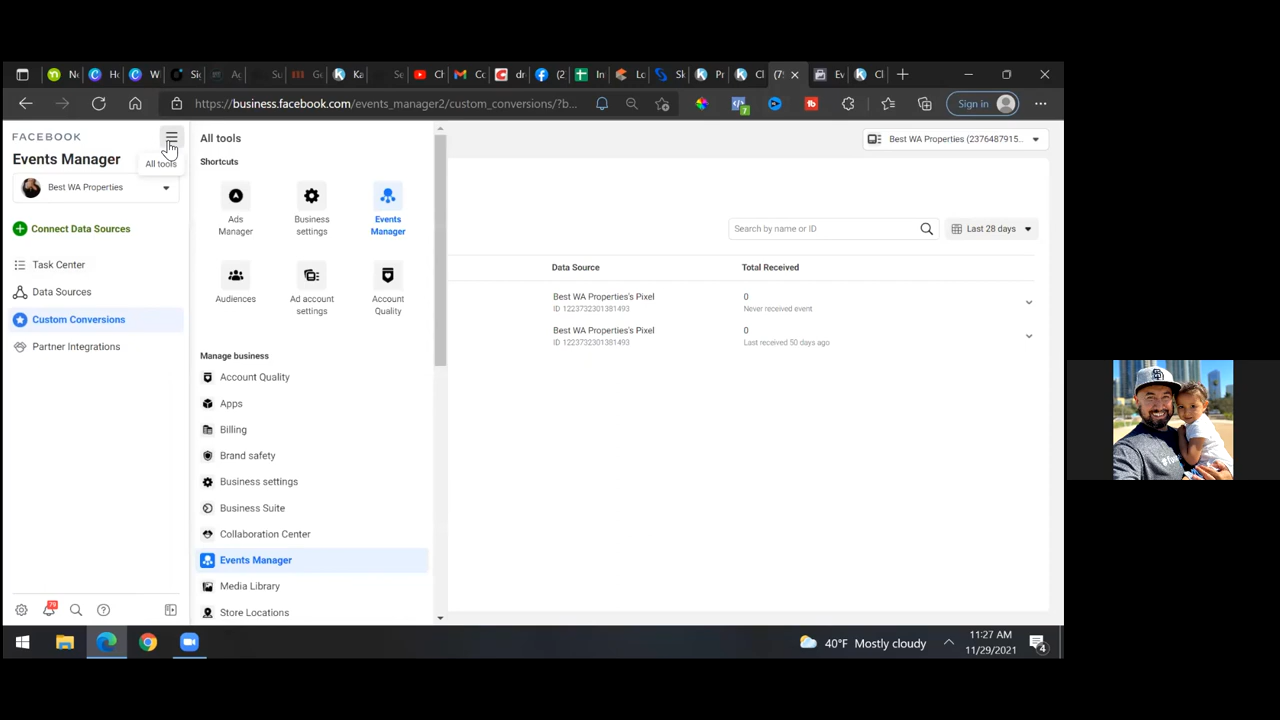 Sign in
https://business.facebook.com/events_manager2/custom_conversions/?b...
FACEBOOK
Events Manager
All tools
Best WA Properties
Connect Data Sources
Task Center
Data Sources
Custom Conversions
Partner Integrations
All tools
Shortcuts
Ads
Manager
Business
settings
Events
Manager
Audiences
Ad account
settings
Account
Quality
Manage business
Account Quality
Apps
Billing
Brand safety
Business settings
Business Suite
Collaboration Center
Events Manager
Media Library
Store Locations
Best WA Properties (2376487915...
Search by name or ID
Last 28 days
Data Source
Total Received
Best WA Properties's Pixel
ID 1223732301381493
0
Never received event
Best WA Properties's Pixel
ID 1223732301381493
0
Last received 50 days ago
40°F Mostly cloudy
11:27 AM
11/29/2021
4